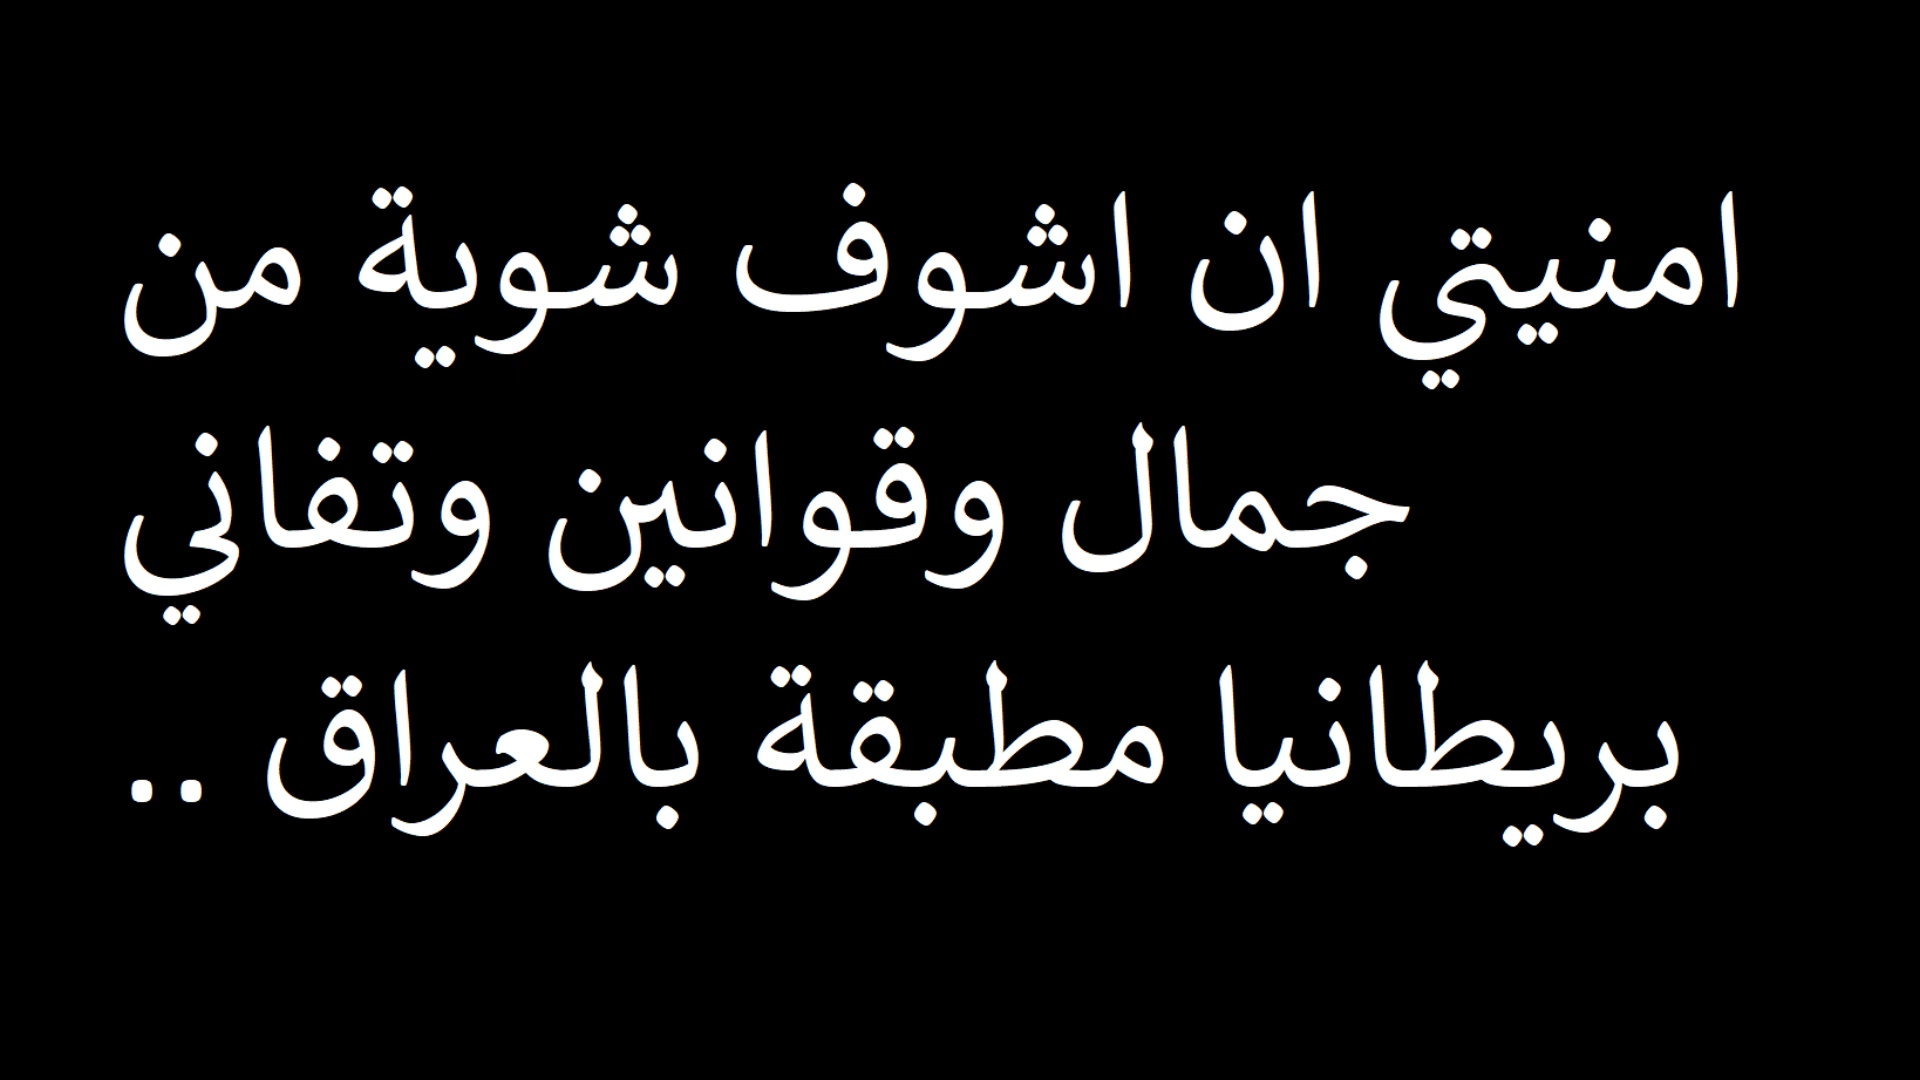 امنيتي ان اشوف شوية من
جمال وقوانين وتفاني
بريطانيا مطبقة بالعراق ..